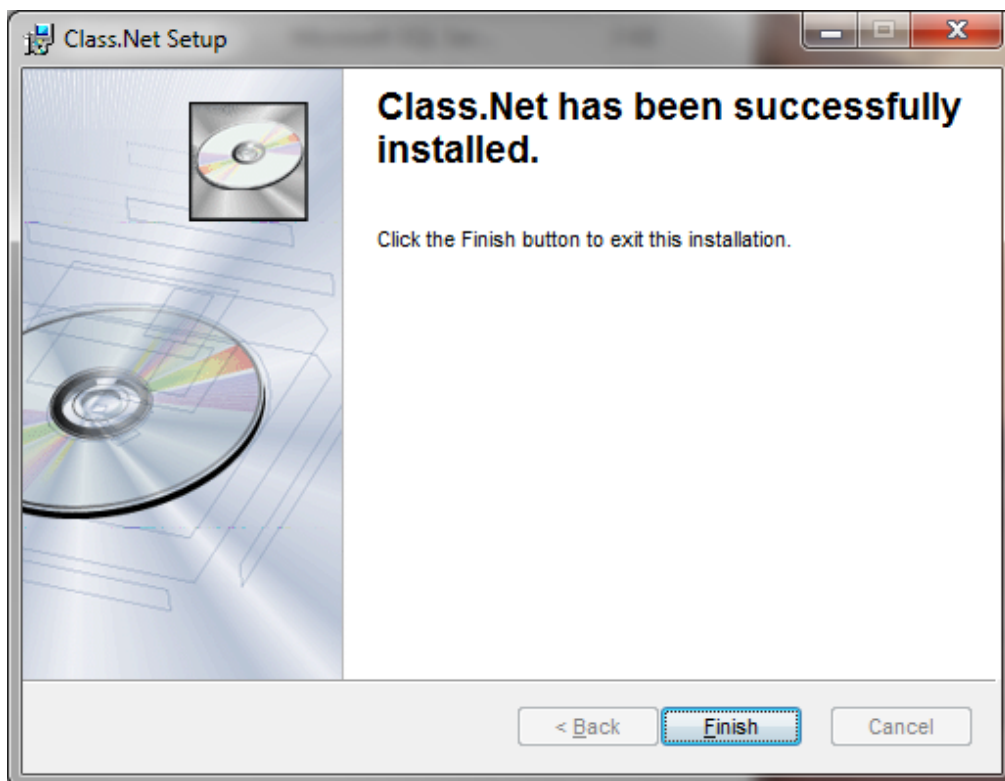 Class.Net Setup
Class.Net has been successfully
installed.
Click the Finish button to exit this installation.
< Back
Finish
Cancel